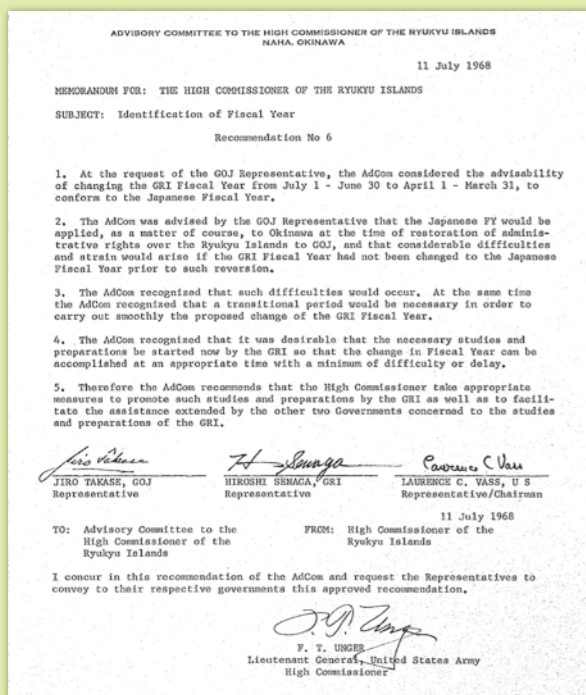 ADVISORY COMMITTEE TO THE HIGH COMMISSIONER OF THE RYUKYU ISLANDS
NAHA, OKINAWA
11 July 1968
MEMORANDUM FOR: THE HIGH COMMISSIONER OF THE RYUKYU ISLANDS
SUBJECT: Identification of Fiscal Year
Recommendation No 6
1. At the request of the GOJ Representative, the AdCom considered the advisability
of changing the GRI Fiscal Year from July 1 - June 30 to April 1 - March 31, to
conform to the Japanese Fiscal Year.
2. The AdCom was advised by the GOJ Representative that the Japanese FY would be
applied, as a matter of course, to Okinawa at the time of restoration of adminis-
trative rights over the Ryukyu Islands to GOJ, and that considerable difficulties
and strain would arise if the GRI Fiscal Year had not been changed to the Japanese
Fiscal Year prior to such reversion.
3. The AdCom recognized that such difficulties would occur. At the same time
the AdCom recognized that a transitional period would be necessary in order to
carry out smoothly the proposed change of the GRI Fiscal Year.
4. The AdCom recognized that it was desirable that the necessary studies and
preparations be started now by the GRI so that the change in Fiscal Year can be
accomplished at an appropriate time with a minimum of difficulty or delay.
5. Therefore the AdCom recommends that the High Commissioner take appropriate
measures to promote such studies and preparations by the GRI as well as to facili-
tate the assistance extended by the other two Governments concerned to the studies
and preparations of the GRI.
Jiro Takase H Senaga Laurence C Vass
JIRO TAKASE, GOJ HIROSHI SENAGA, GRI LAURENCE C. VASS, U S
Representative Representative Representative/Chairman
11 July 1968
TO: Advisory Committee to the FROM: High Commissioner of the
High Commissioner of the Ryukyu Islands
Ryukyu Islands
I concur in this recommendation of the AdCom and request the Representatives to
convey to their respective governments this approved recommendation.
F. T. Unger
F. T. UNGER
Lieutenant General, United States Army
High Commissioner